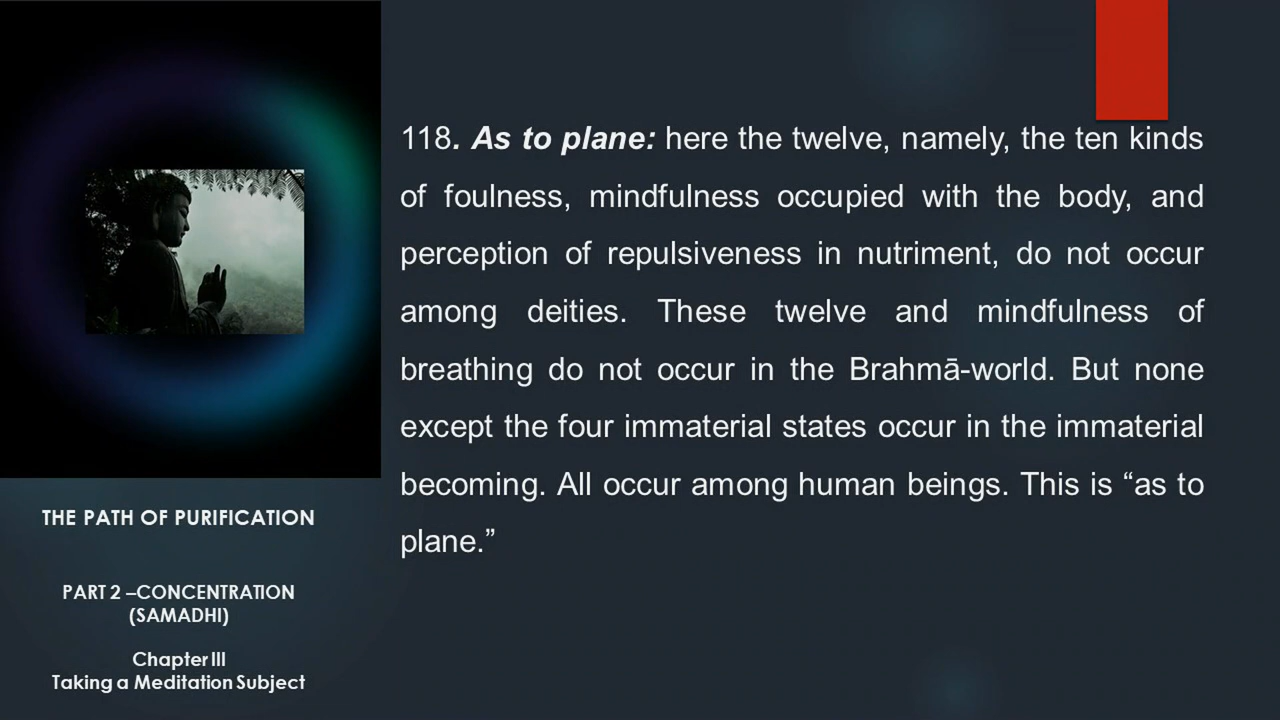 118. As to plane: here the twelve, namely, the ten kinds
of foulness, mindfulness occupied with the body, and
perception of repulsiveness in nutriment, do not occur
among deities. These twelve and mindfulness of
breathing do not occur in the Brahmā-world. But none
except the four immaterial states occur in the immaterial
becoming. All occur among human beings. This is “as to
plane.”
THE PATH OF PURIFICATION
PART 2 –CONCENTRATION
(SAMADHI)
Chapter III
Taking a Meditation Subject